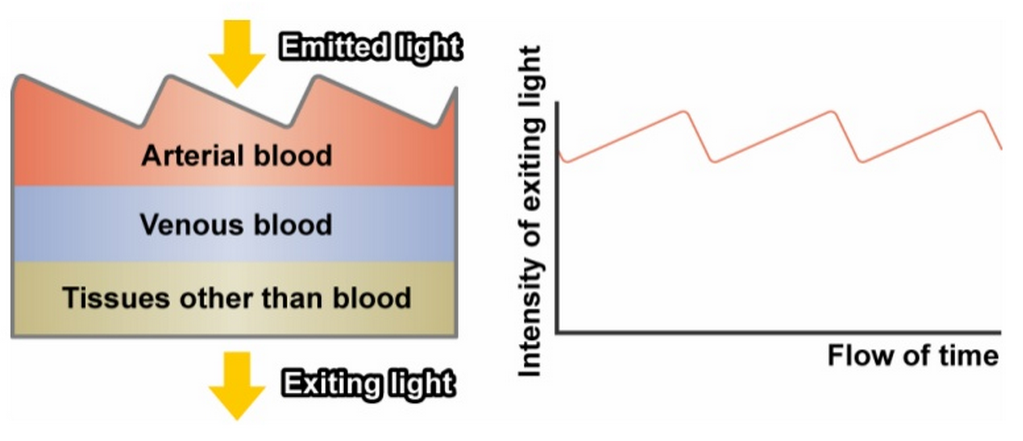 Emitted light
Arterial blood
Venous blood
Tissues other than blood
Exiting light
Intensity of exiting light
Flow of time